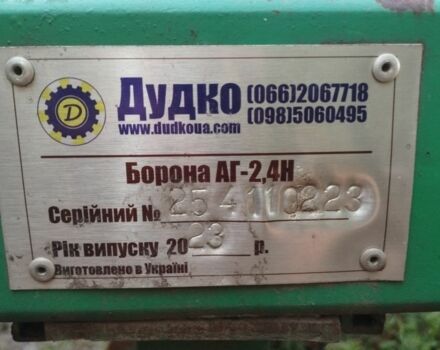 D
Дудко (066)2067718
www.dudkoua.com (098)5060495
Борона АГ-2,4Н
Серійний № 254110223
Рік випуску 2023 р.
Виготовлено в Україні